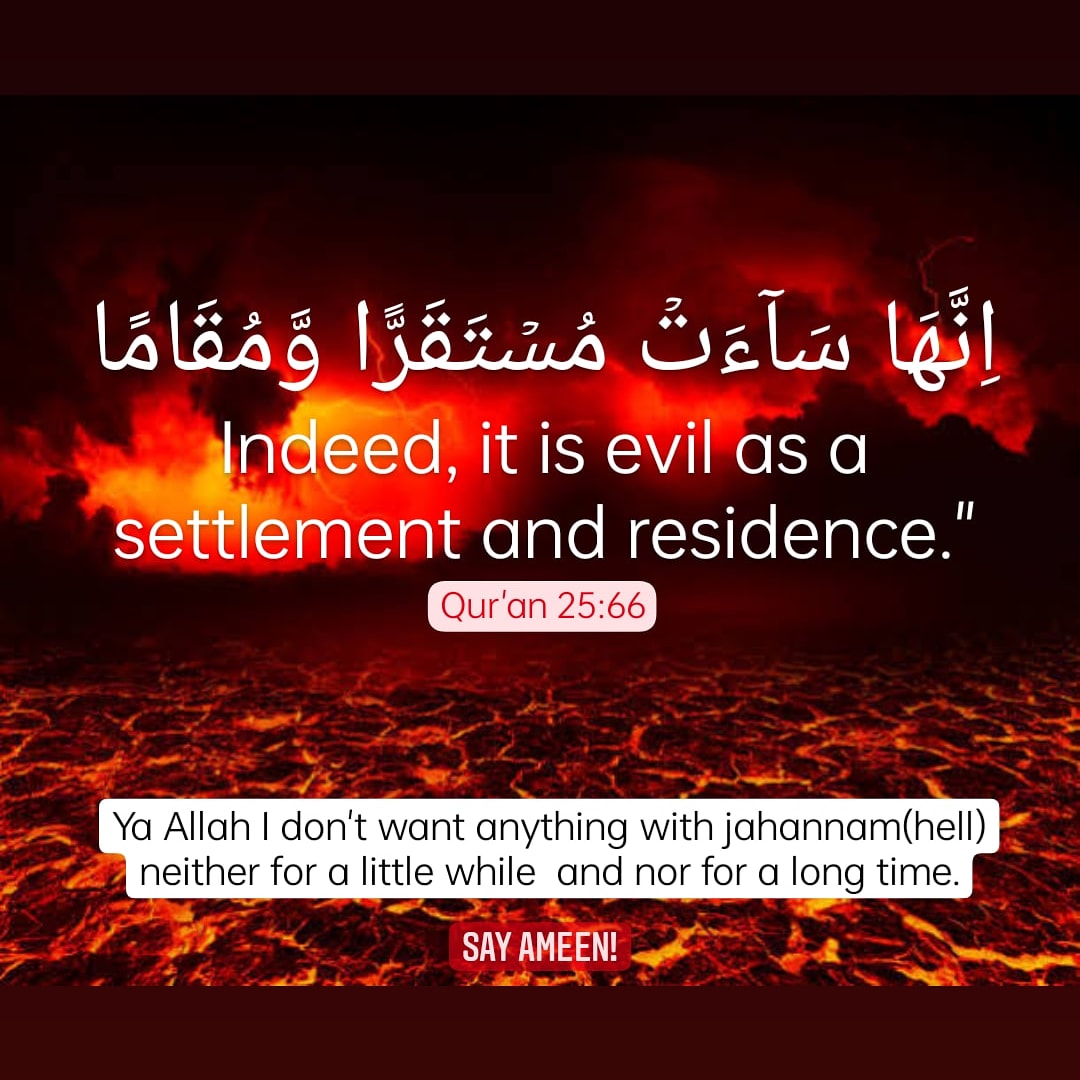 اِنَّهَا سَآءَتۡ مُسۡتَقَرًّا وَّمُقَامًا
Indeed, it is evil as a
settlement and residence."
Qur'an 25:66
Ya Allah I don't want anything with jahannam(hell)
neither for a little while and nor for a long time.
SAY AMEEN!